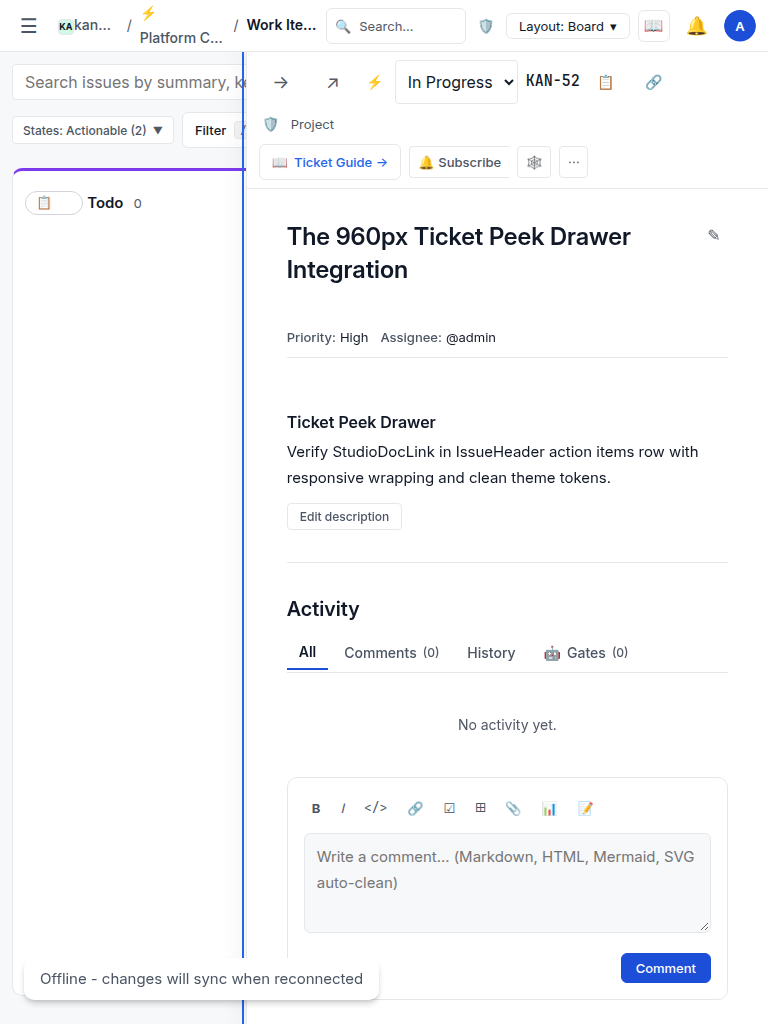 KA kan... / ⚡ Platform C... / Work Ite...
🔍 Search...
Layout: Board ▾
A
Search issues by summary, ke
States: Actionable (2) ▼
Filter /
📋 Todo 0
→ ↗ ⚡ In Progress KAN-52 📋 🔗
🛡️ Project
📖 Ticket Guide →
🔔 Subscribe
🕸️
...
The 960px Ticket Peek Drawer
Integration
✎
Priority: High Assignee: @admin
Ticket Peek Drawer
Verify StudioDocLink in IssueHeader action items row with
responsive wrapping and clean theme tokens.
Edit description
Activity
All Comments (0) History 🤖 Gates (0)
No activity yet.
B I </> 🔗 ☑ ⊞ 📎 📊 📝
Write a comment... (Markdown, HTML, Mermaid, SVG
auto-clean)
Comment
Offline - changes will sync when reconnected